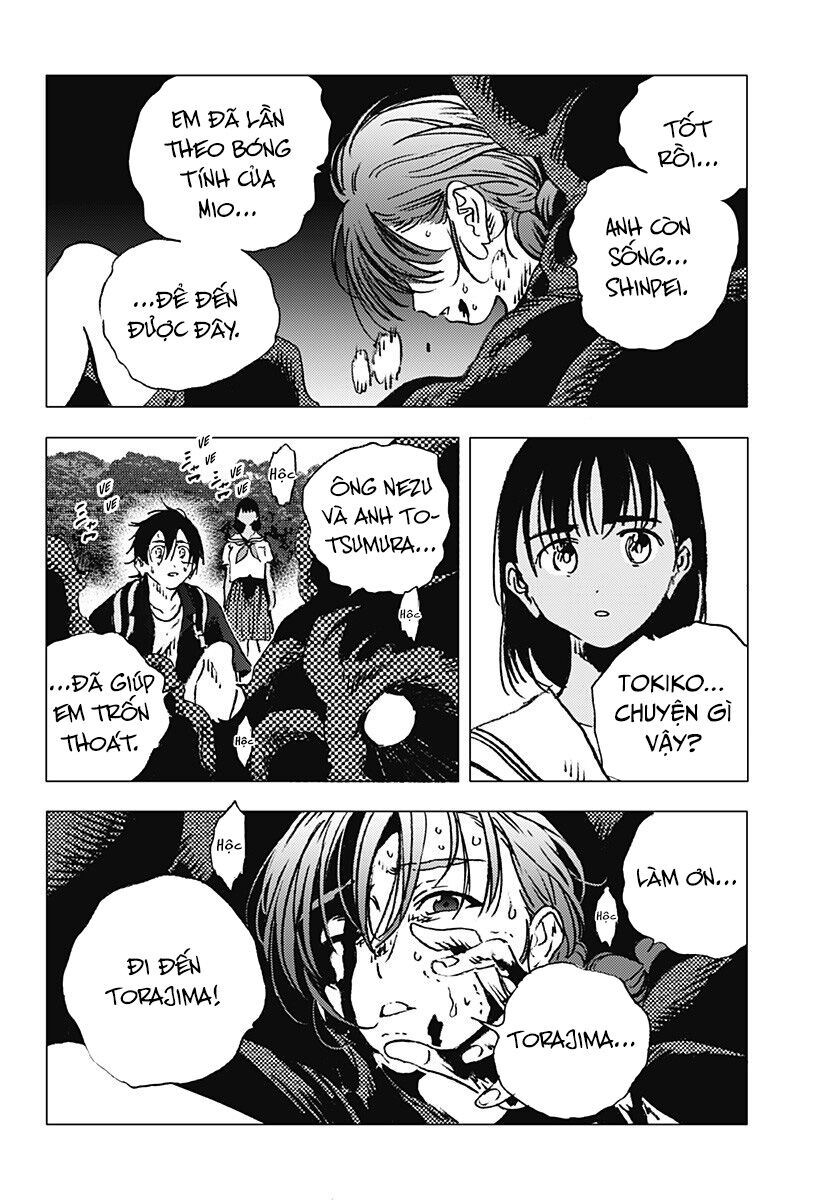 TỐT
RỒI...
ANH CÒN
SỐNG...
SHINPEI.
EM ĐÃ LẦN
THEO BÓNG
TÍNH CỦA
MIO...
...ĐỂ ĐẾN
ĐƯỢC ĐÂY.
TOKIKO...
CHUYỆN GÌ
VẬY?
ÔNG NEZU
VÀ ANH TO-
TSUMURA...
HỘC
HỘC
VE
VE
VE
VE
VE
VE
...ĐÃ GIÚP
EM TRỐN
THOÁT.
HỘC
LÀM ƠN...
HỘC
TORAJIMA...
HỘC
ĐI ĐẾN
TORAJIMA!